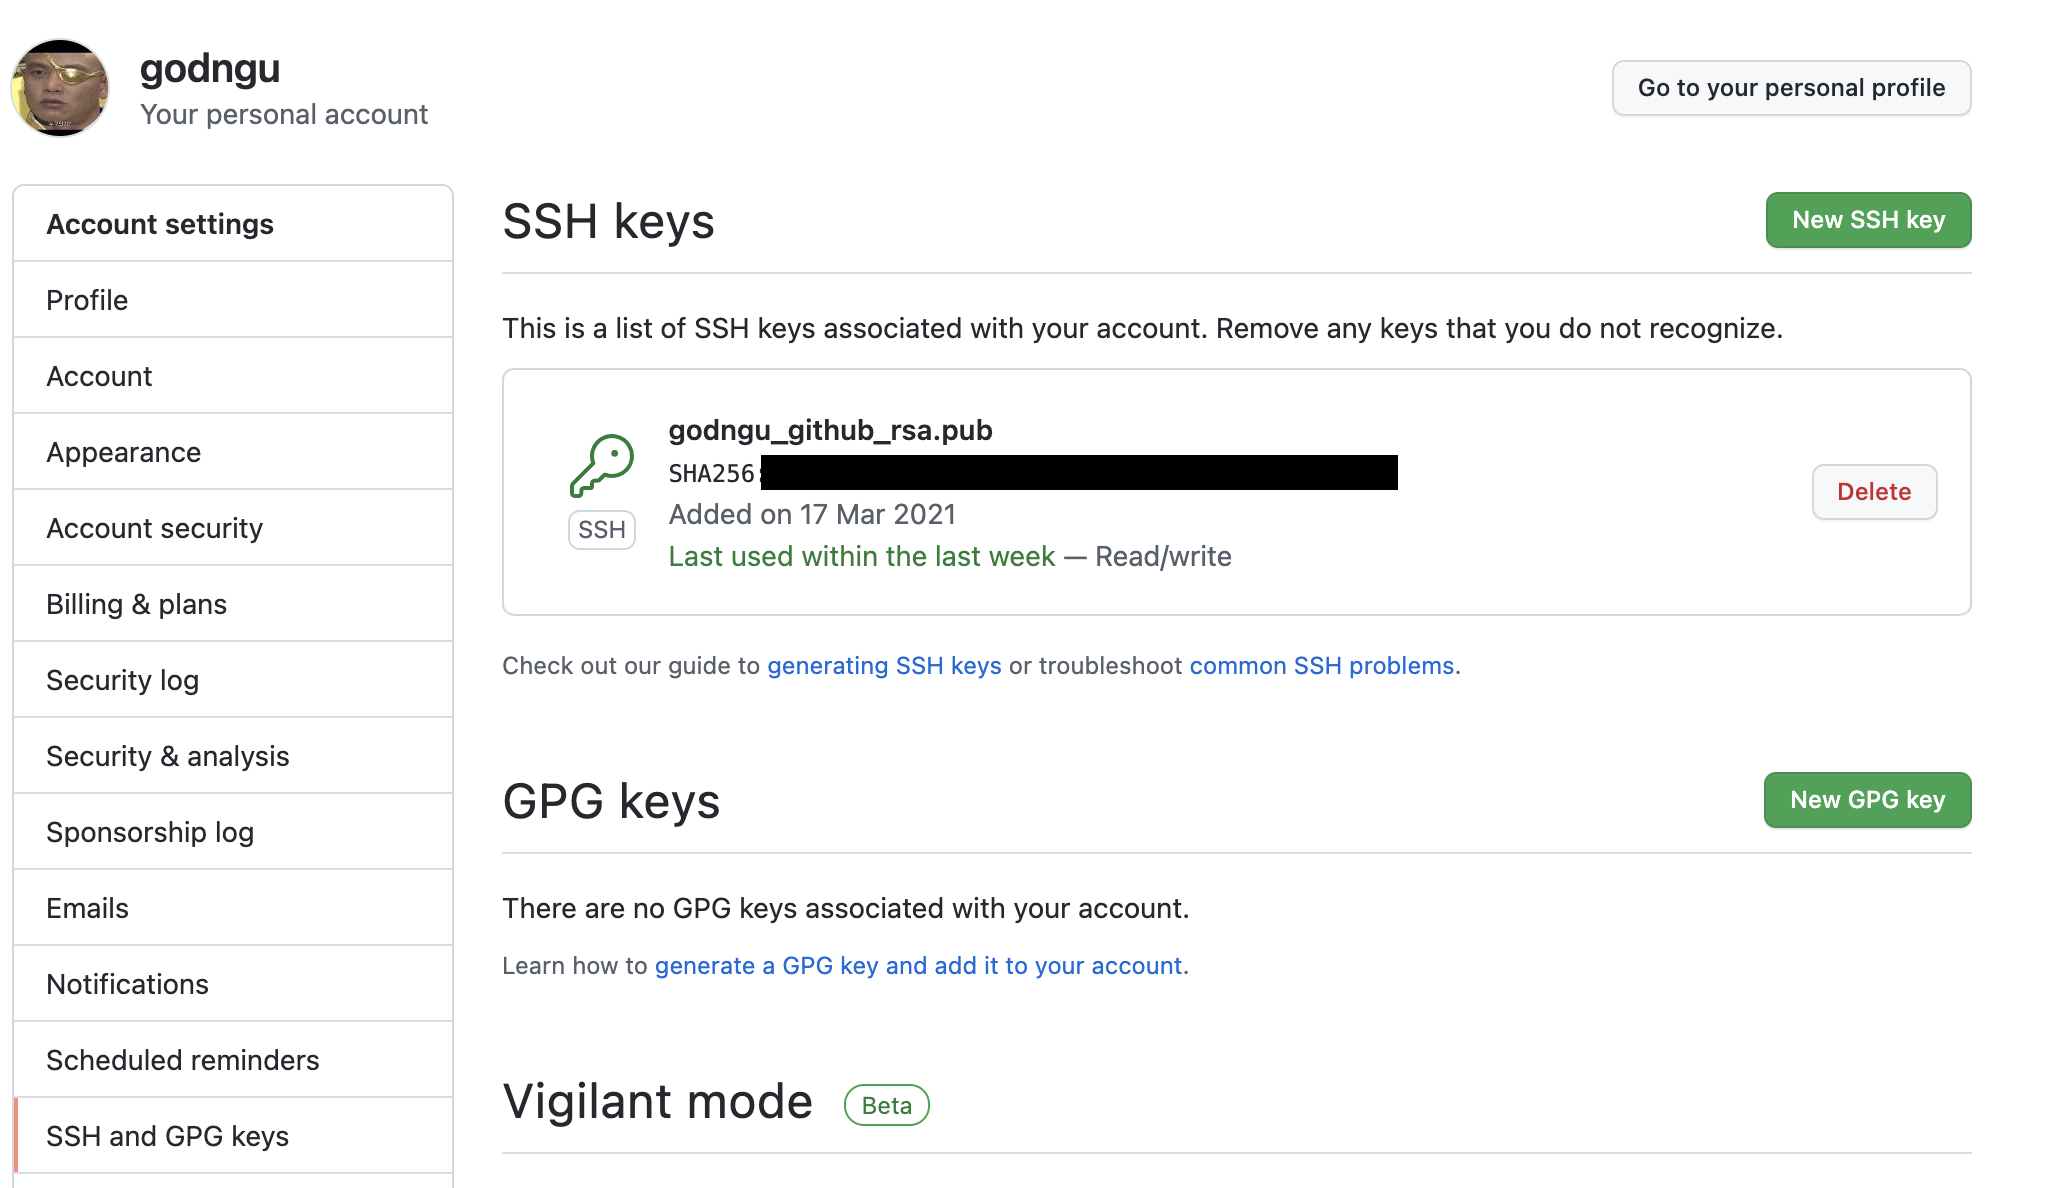 godngu
Your personal account
Go to your personal profile
Account settings
Profile
Account
Appearance
Account security
Billing & plans
Security log
Security & analysis
Sponsorship log
Emails
Notifications
Scheduled reminders
SSH and GPG keys
SSH keys
New SSH key
This is a list of SSH keys associated with your account. Remove any keys that you do not recognize.
godngu_github_rsa.pub
SHA256:
SSH
Added on 17 Mar 2021
Last used within the last week — Read/write
Delete
Check out our guide to generating SSH keys or troubleshoot common SSH problems.
GPG keys
New GPG key
There are no GPG keys associated with your account.
Learn how to generate a GPG key and add it to your account.
Vigilant mode Beta